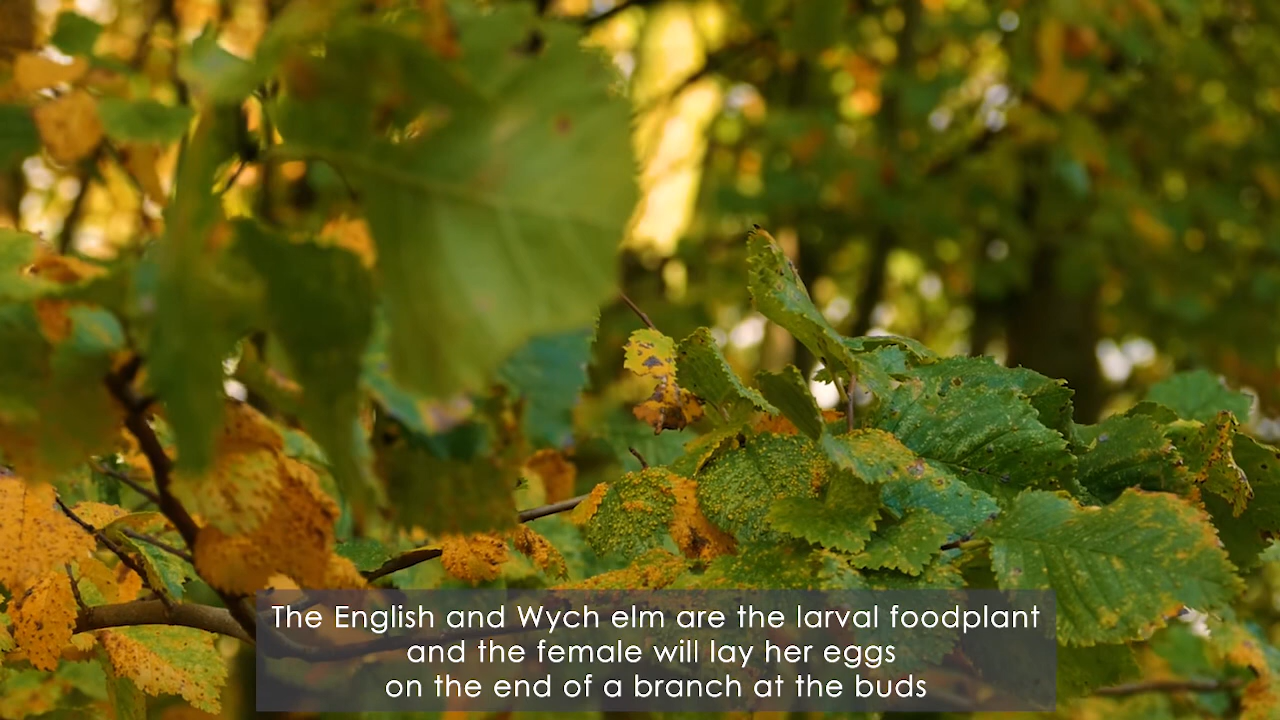 The English and Wych elm are the larval foodplant
and the female will lay her eggs
on the end of a branch at the buds